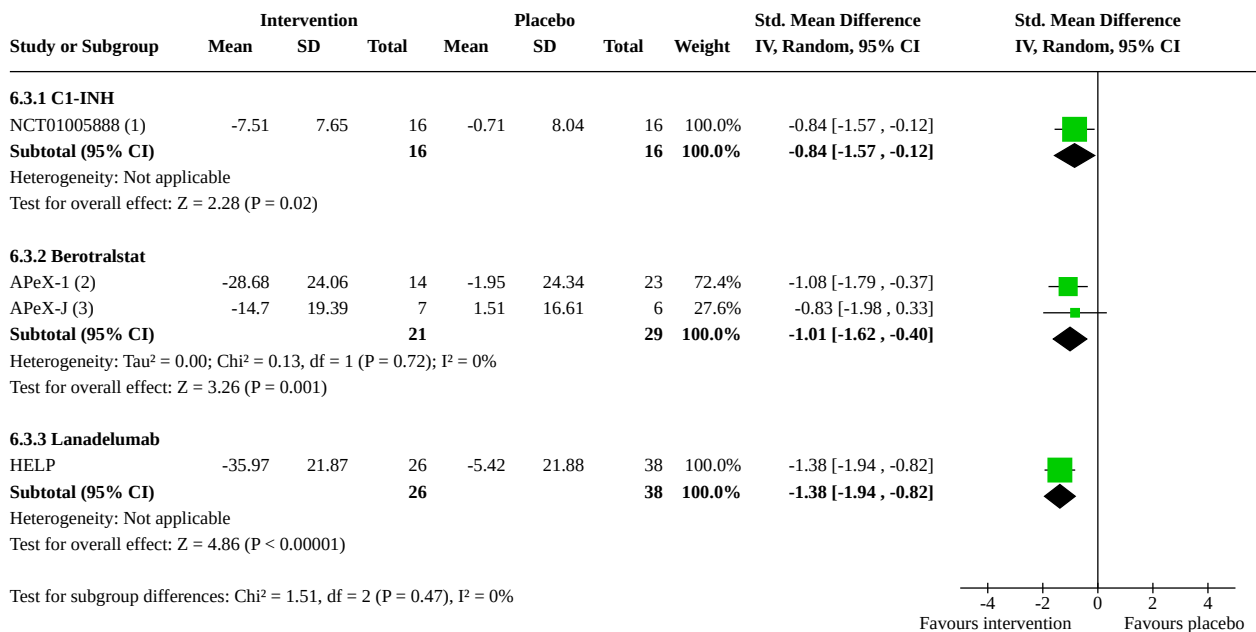 Intervention Placebo Std. Mean Difference Std. Mean Difference
Study or Subgroup Mean SD Total Mean SD Total Weight IV, Random, 95% CI IV, Random, 95% CI
6.3.1 C1-INH
NCT01005888 (1) -7.51 7.65 16 -0.71 8.04 16 100.0% -0.84 [-1.57 , -0.12]
Subtotal (95% CI) 16 16 100.0% -0.84 [-1.57 , -0.12]
Heterogeneity: Not applicable
Test for overall effect: Z = 2.28 (P = 0.02)
6.3.2 Berotralstat
APeX-1 (2) -28.68 24.06 14 -1.95 24.34 23 72.4% -1.08 [-1.79 , -0.37]
APeX-J (3) -14.7 19.39 7 1.51 16.61 6 27.6% -0.83 [-1.98 , 0.33]
Subtotal (95% CI) 21 29 100.0% -1.01 [-1.62 , -0.40]
Heterogeneity: Tau² = 0.00; Chi² = 0.13, df = 1 (P = 0.72); I² = 0%
Test for overall effect: Z = 3.26 (P = 0.001)
6.3.3 Lanadelumab
HELP -35.97 21.87 26 -5.42 21.88 38 100.0% -1.38 [-1.94 , -0.82]
Subtotal (95% CI) 26 38 100.0% -1.38 [-1.94 , -0.82]
Heterogeneity: Not applicable
Test for overall effect: Z = 4.86 (P < 0.00001)
Test for subgroup differences: Chi² = 1.51, df = 2 (P = 0.47), I² = 0%
-4 -2 0 2 4
Favours intervention Favours placebo